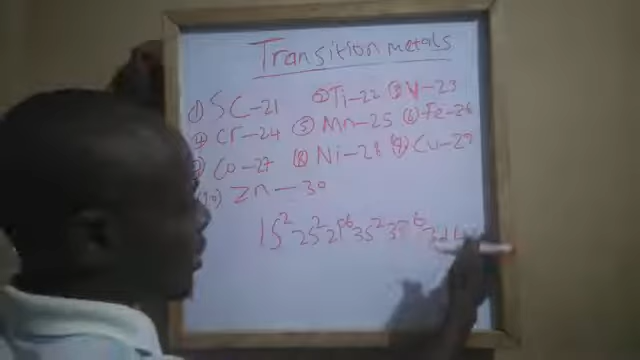 Transition metals
① Sc-21 ② Ti-22 ③ V-23
④ Cr-24 ⑤ Mn-25 ⑥ Fe-26
Co-27 ⑧ Ni-28 ⑨ Cu-29
(10) Zn - 30
1S² 2S² 2P⁶ 3S² 3P⁶ 3d